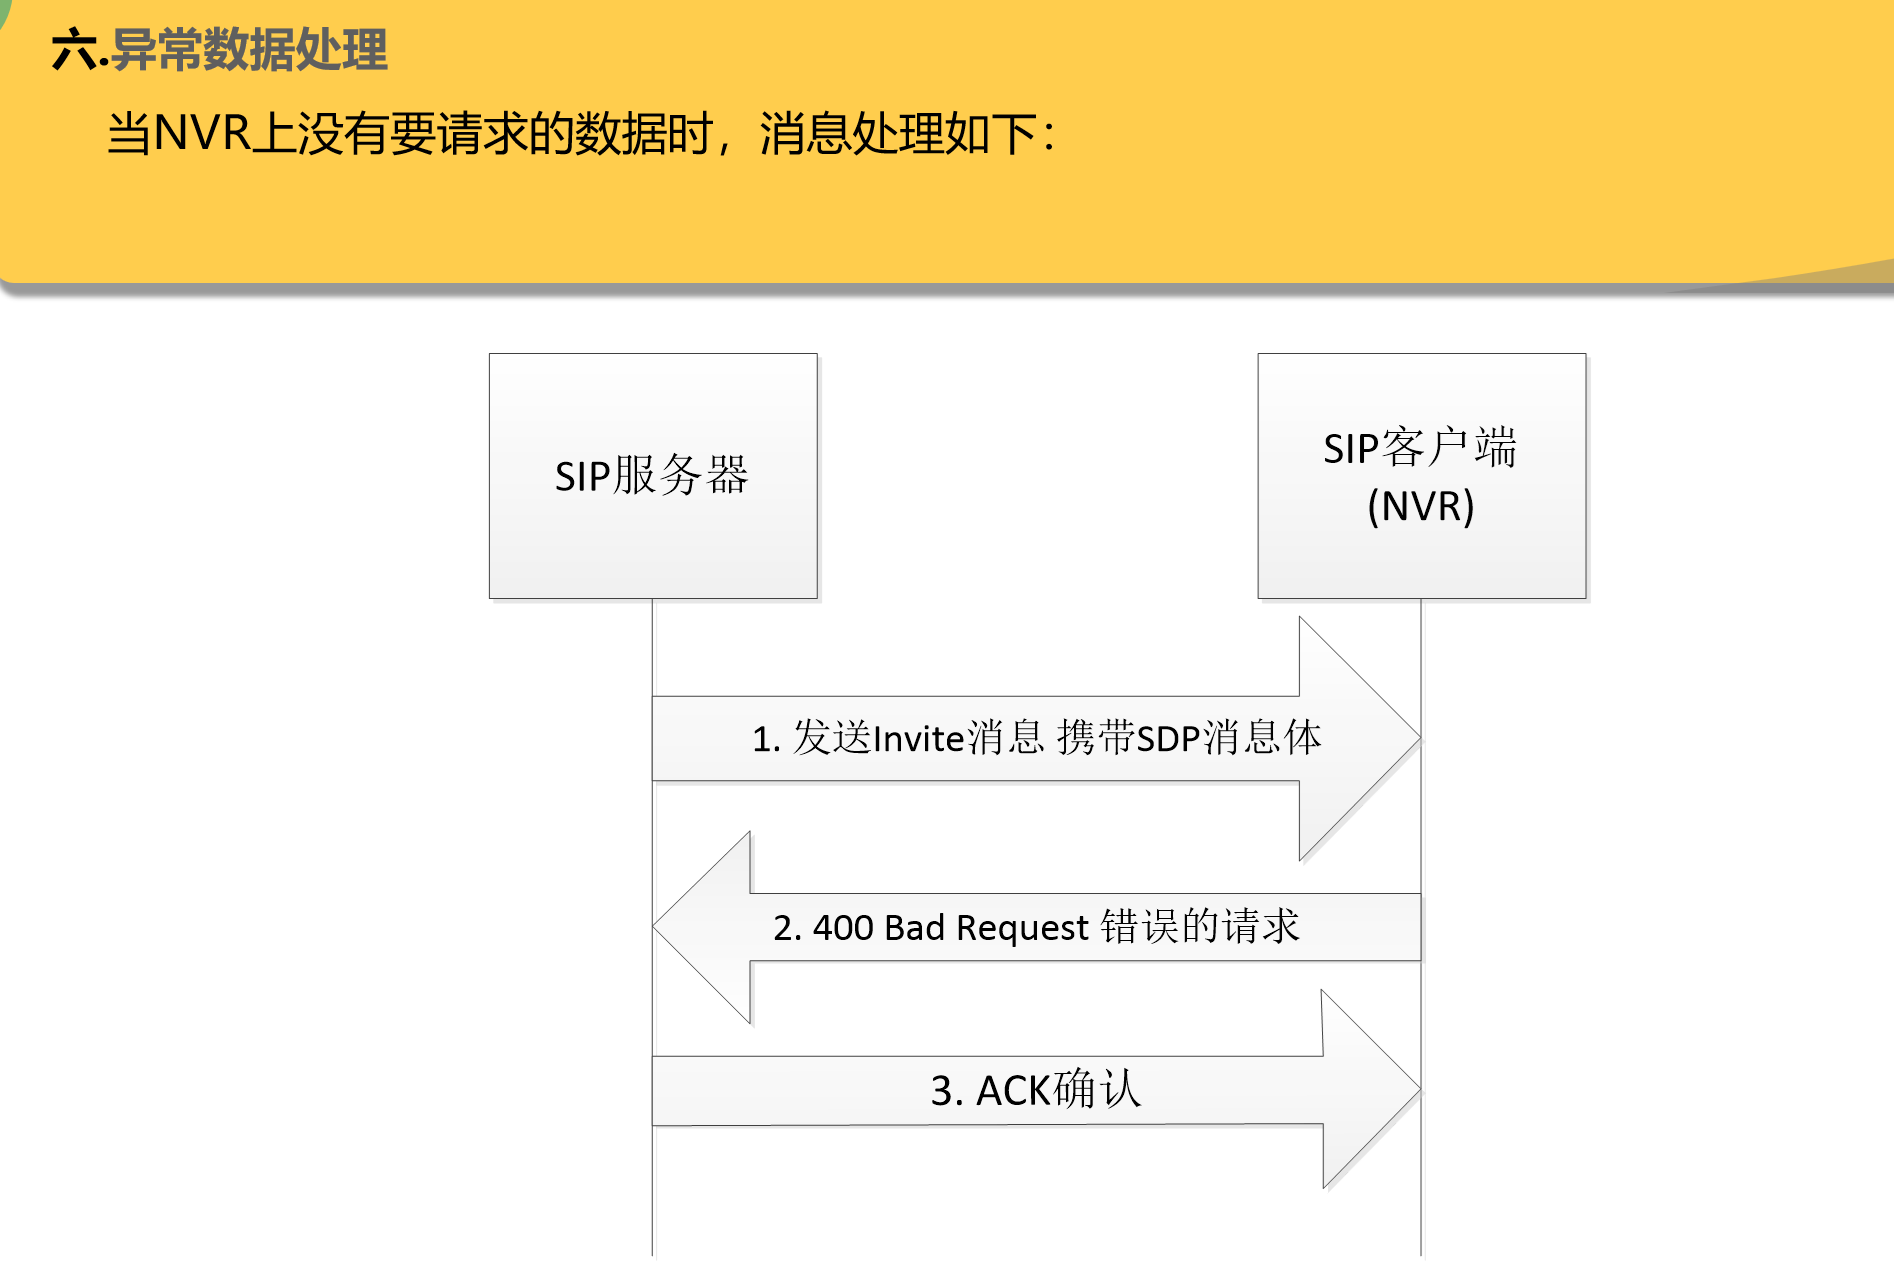 六.异常数据处理
当NVR上没有要请求的数据时，消息处理如下：
SIP服务器
SIP客户端
(NVR)
1. 发送Invite消息 携带SDP消息体
2. 400 Bad Request 错误的请求
3. ACK确认